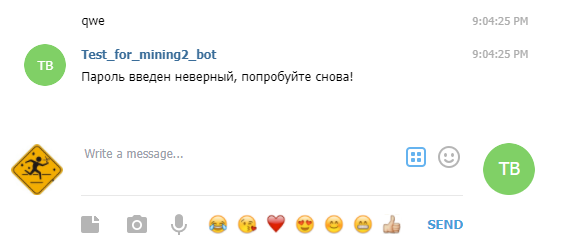 qwe 9:04:25 PM
TB Test_for_mining2_bot 9:04:25 PM
Пароль введен неверный, попробуйте снова!
Write a message... TB
SEND